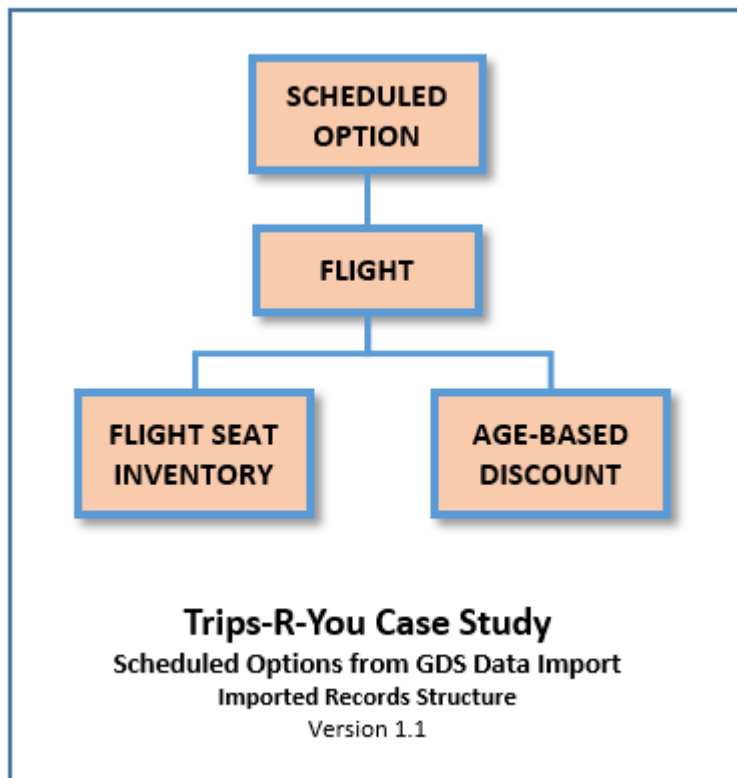 SCHEDULED
OPTION
FLIGHT
FLIGHT SEAT
INVENTORY
AGE-BASED
DISCOUNT
Trips-R-You Case Study
Scheduled Options from GDS Data Import
Imported Records Structure
Version 1.1